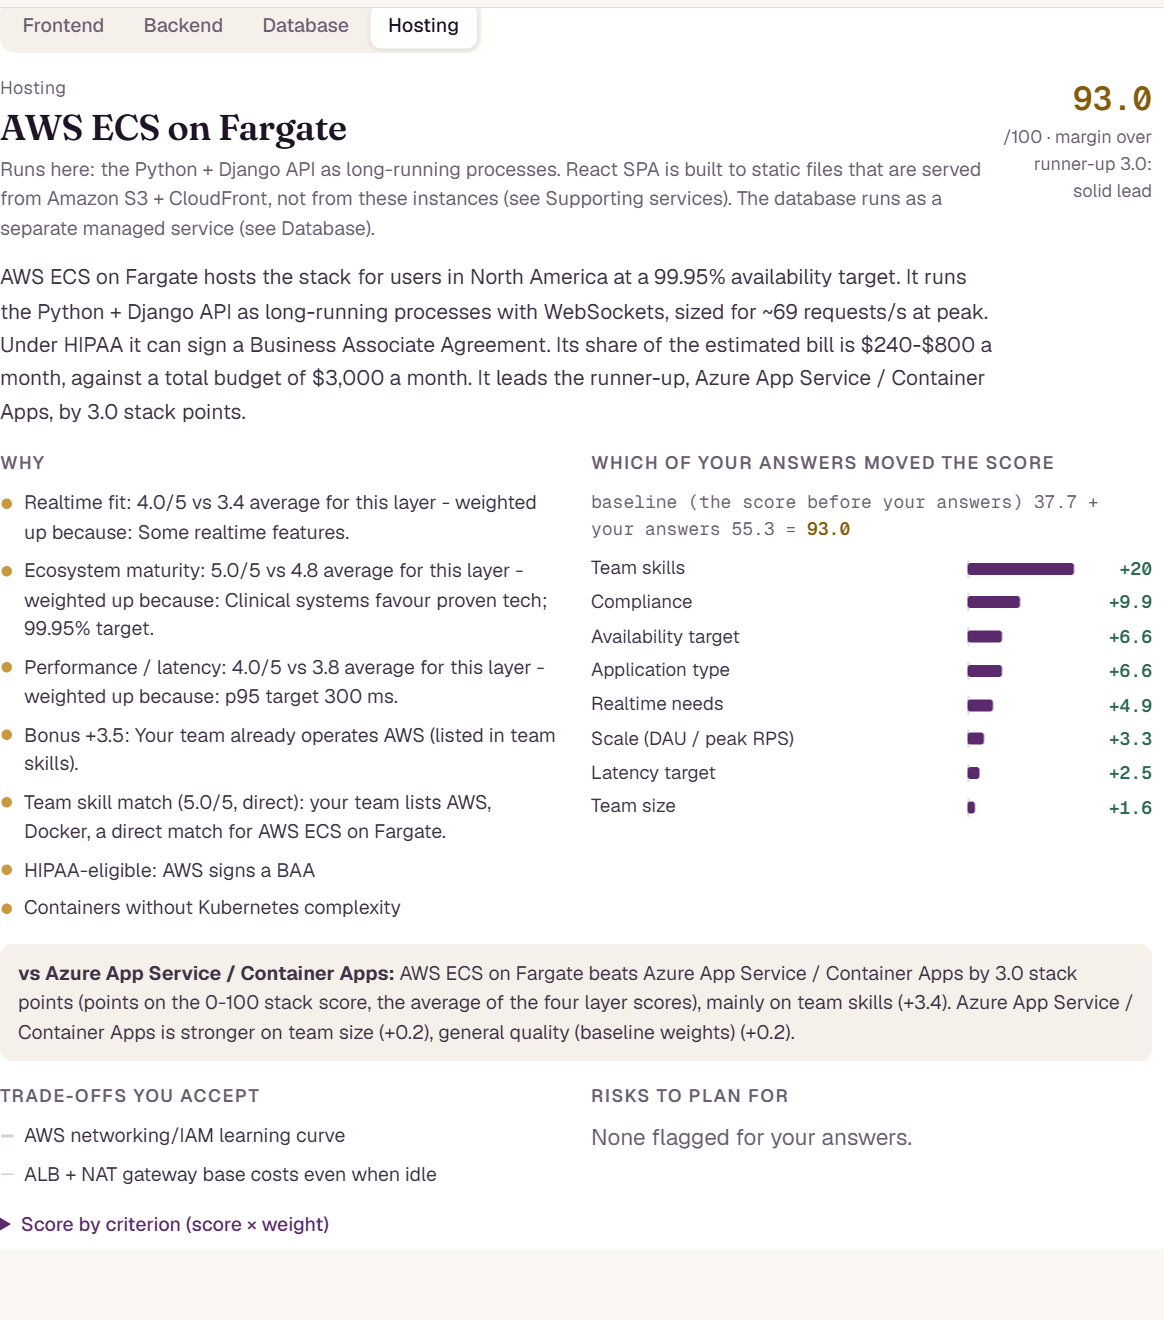 Frontend Backend Database Hosting
Hosting
AWS ECS on Fargate
93.0
/100 · margin over
runner-up 3.0:
solid lead
Runs here: the Python + Django API as long-running processes. React SPA is built to static files that are served
from Amazon S3 + CloudFront, not from these instances (see Supporting services). The database runs as a
separate managed service (see Database).
AWS ECS on Fargate hosts the stack for users in North America at a 99.95% availability target. It runs
the Python + Django API as long-running processes with WebSockets, sized for ~69 requests/s at peak.
Under HIPAA it can sign a Business Associate Agreement. Its share of the estimated bill is $240-$800 a
month, against a total budget of $3,000 a month. It leads the runner-up, Azure App Service / Container
Apps, by 3.0 stack points.
WHY
Realtime fit: 4.0/5 vs 3.4 average for this layer - weighted
up because: Some realtime features.
Ecosystem maturity: 5.0/5 vs 4.8 average for this layer -
weighted up because: Clinical systems favour proven tech;
99.95% target.
Performance / latency: 4.0/5 vs 3.8 average for this layer -
weighted up because: p95 target 300 ms.
Bonus +3.5: Your team already operates AWS (listed in team
skills).
Team skill match (5.0/5, direct): your team lists AWS,
Docker, a direct match for AWS ECS on Fargate.
HIPAA-eligible: AWS signs a BAA
Containers without Kubernetes complexity
WHICH OF YOUR ANSWERS MOVED THE SCORE
baseline (the score before your answers) 37.7 +
your answers 55.3 = 93.0
Team skills +20
Compliance +9.9
Availability target +6.6
Application type +6.6
Realtime needs +4.9
Scale (DAU / peak RPS) +3.3
Latency target +2.5
Team size +1.6
vs Azure App Service / Container Apps: AWS ECS on Fargate beats Azure App Service / Container Apps by 3.0 stack
points (points on the 0-100 stack score, the average of the four layer scores), mainly on team skills (+3.4). Azure App Service /
Container Apps is stronger on team size (+0.2), general quality (baseline weights) (+0.2).
TRADE-OFFS YOU ACCEPT
AWS networking/IAM learning curve
ALB + NAT gateway base costs even when idle
RISKS TO PLAN FOR
None flagged for your answers.
Score by criterion (score × weight)